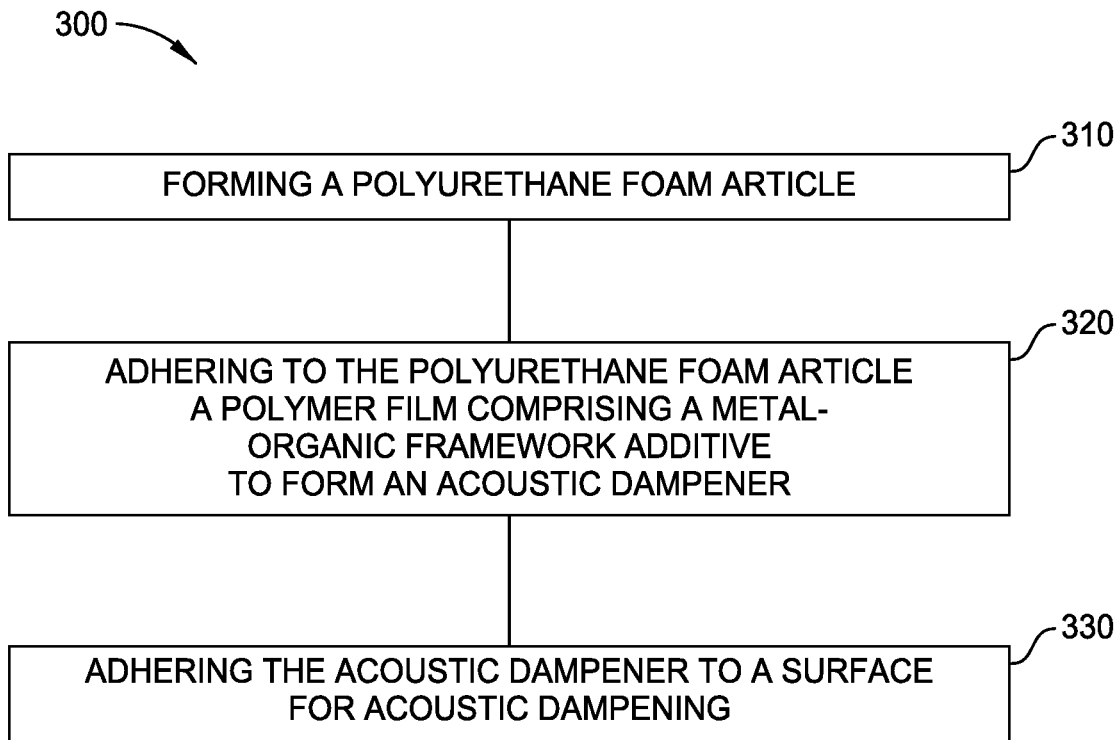 300
310
FORMING A POLYURETHANE FOAM ARTICLE
320
ADHERING TO THE POLYURETHANE FOAM ARTICLE
A POLYMER FILM COMPRISING A METAL-
ORGANIC FRAMEWORK ADDITIVE
TO FORM AN ACOUSTIC DAMPENER
330
ADHERING THE ACOUSTIC DAMPENER TO A SURFACE
FOR ACOUSTIC DAMPENING